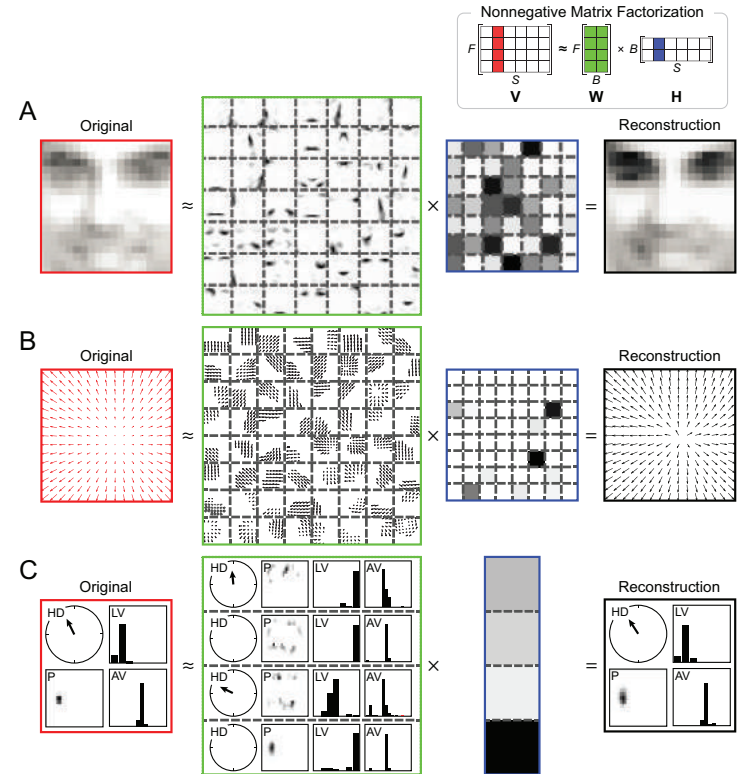 Nonnegative Matrix Factorization
F ≈ F × B
S B S
V W H
A
Original Reconstruction
≈ × =
B
Original Reconstruction
≈ × =
C
Original Reconstruction
HD P LV AV
HD LV
P AV
HD P LV AV
HD P LV AV
HD P LV AV
≈ × =
HD LV
P AV